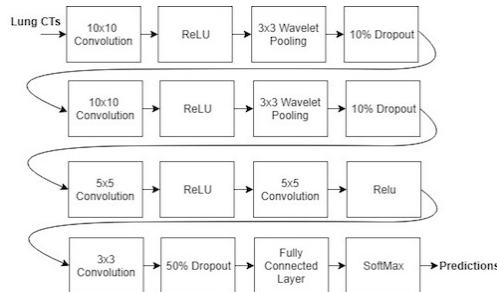 Lung CTs
10x10
Convolution
ReLU
3x3 Wavelet
Pooling
10% Dropout
10x10
Convolution
ReLU
3x3 Wavelet
Pooling
10% Dropout
5x5
Convolution
ReLU
5x5
Convolution
Relu
3x3
Convolution
50% Dropout
Fully
Connected
Layer
SoftMax
Predictions